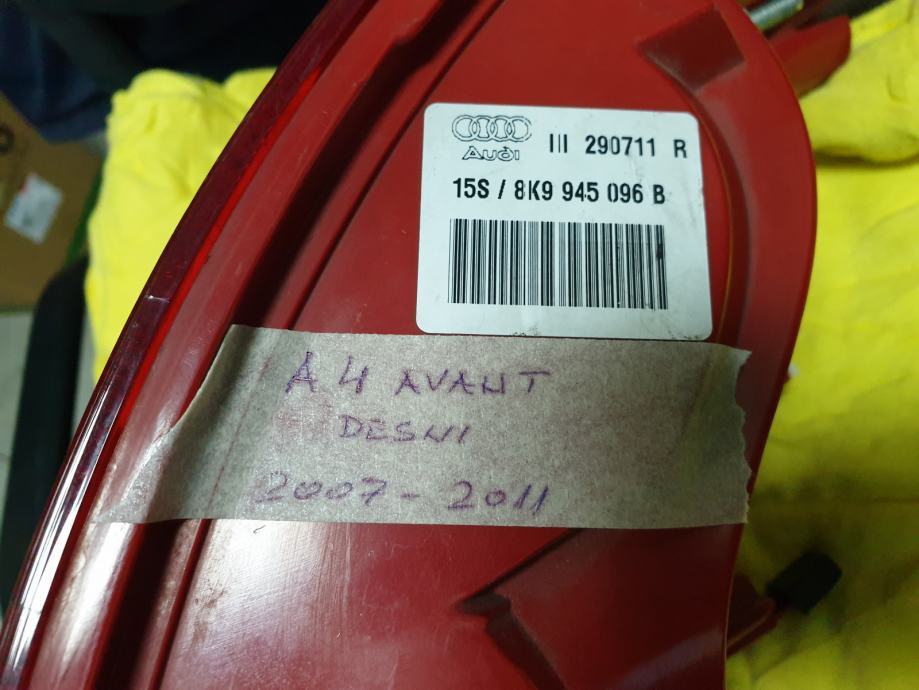 Audi
III 290711 R
15S / 8K9 945 096 B
A4 AVANT
DESNI
2007 - 2011